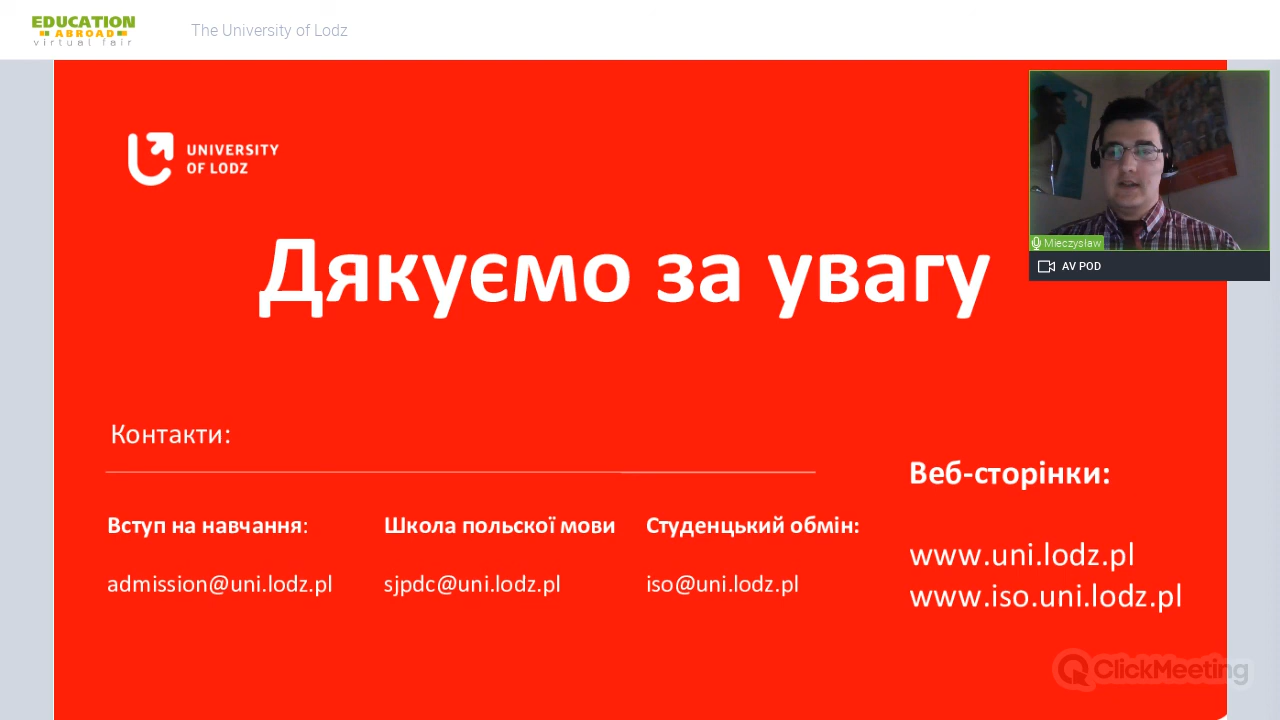 EDUCATION
ABROAD
virtual fair
The University of Lodz
UNIVERSITY
OF LODZ
Дякуємо за увагу
Mieczysław
AV POD
Контакти:
Веб-сторінки:
Вступ на навчання:
Школа польскої мови
Студенцький обмін:
www.uni.lodz.pl
admission@uni.lodz.pl
sjpdc@uni.lodz.pl
iso@uni.lodz.pl
www.iso.uni.lodz.pl
ClickMeeting